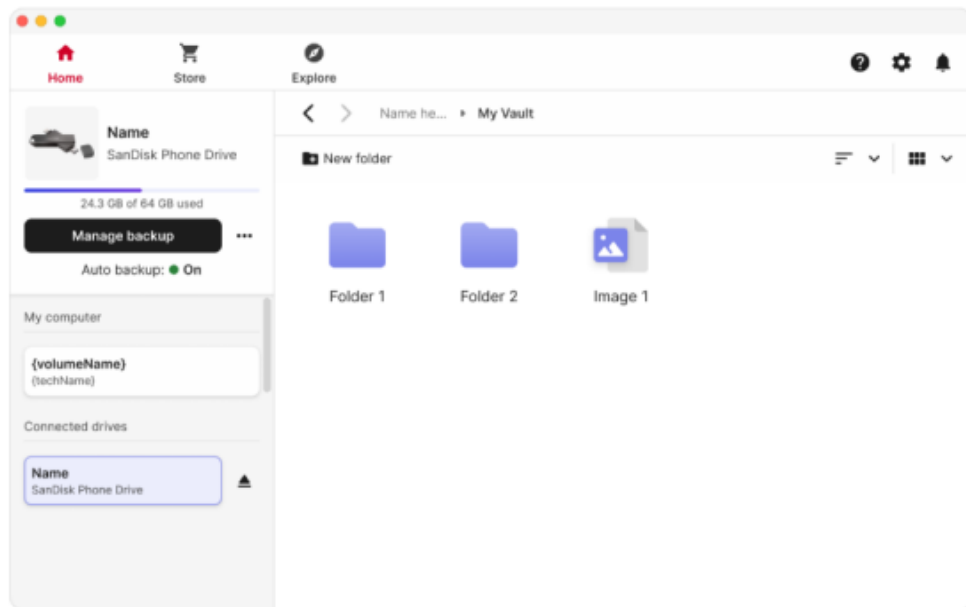 Home
Store
Explore
Name
SanDisk Phone Drive
24.3 GB of 64 GB used
Manage backup
Auto backup: On
My computer
{volumeName}
{techName}
Connected drives
Name
SanDisk Phone Drive
Name he... My Vault
New folder
Folder 1
Folder 2
Image 1